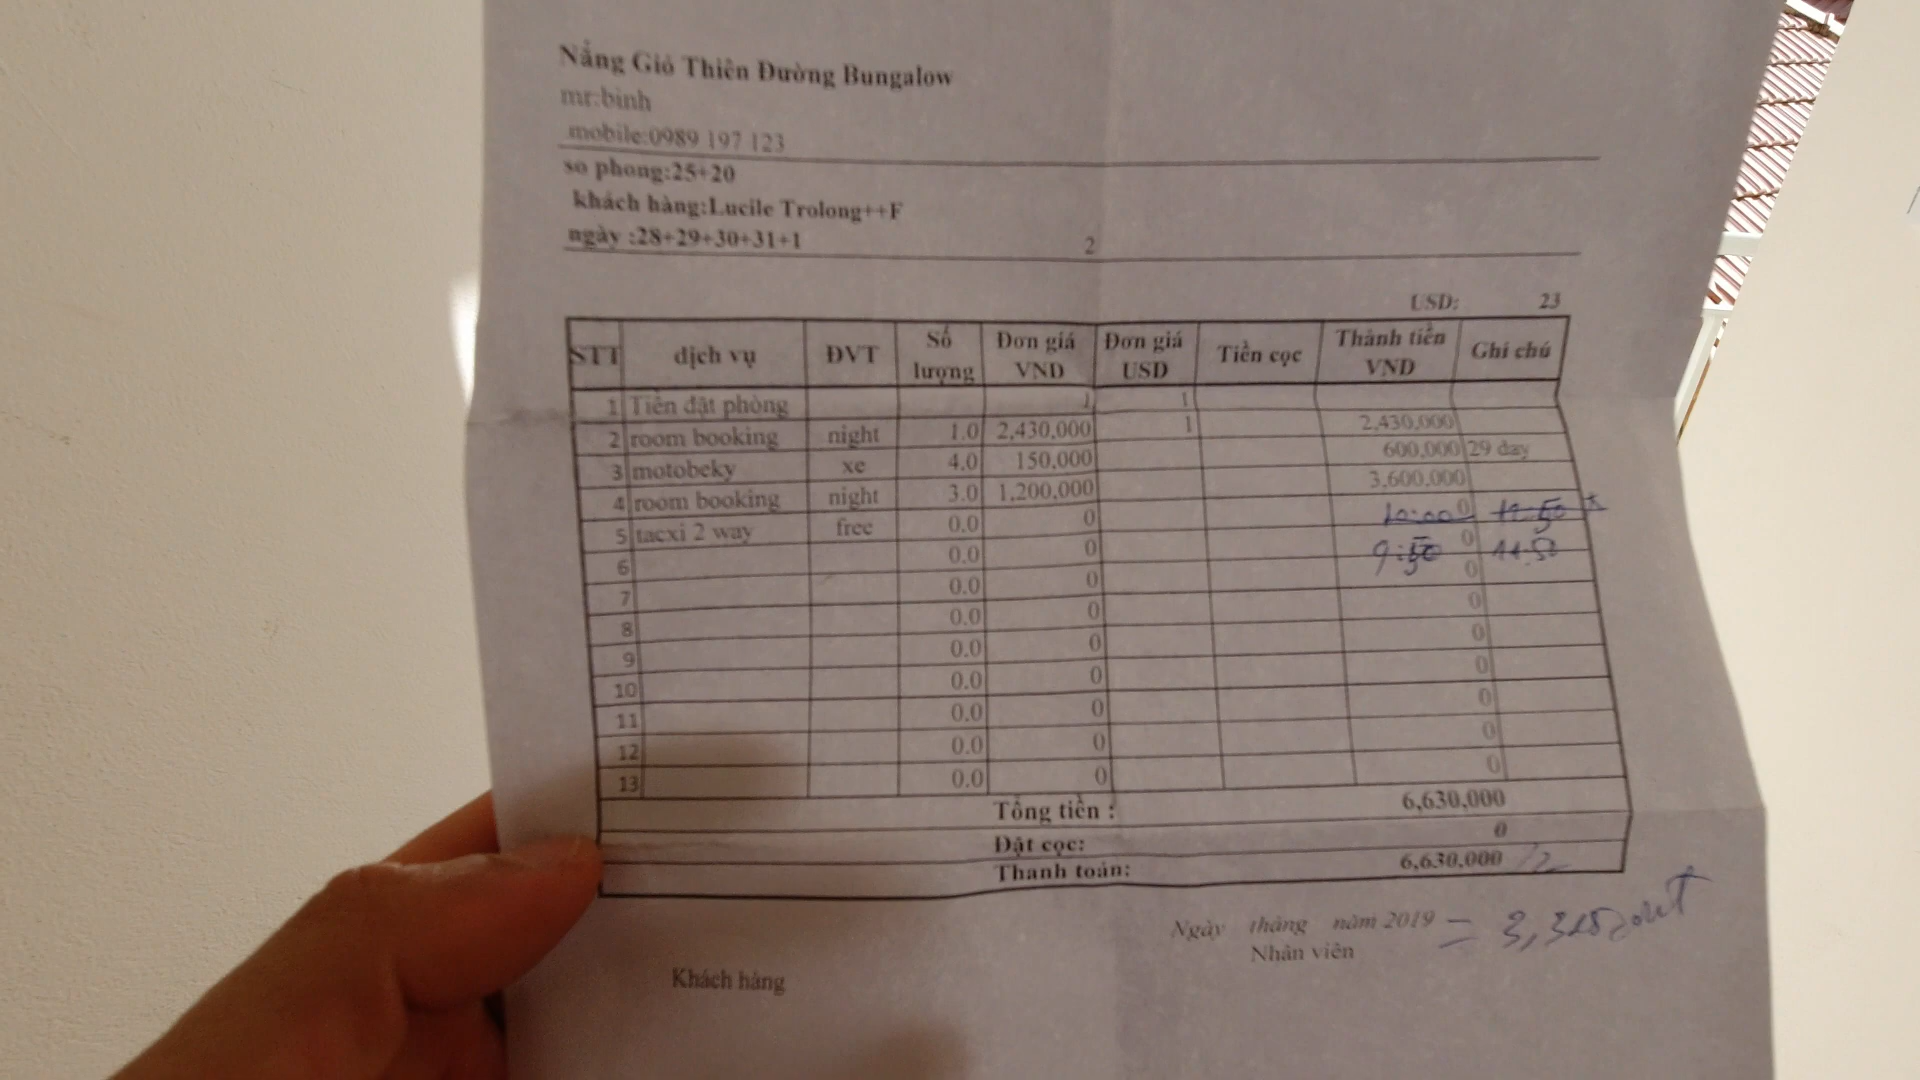 Nắng Gió Thiên Đường Bungalow
mr:bình
mobile:0989 197 123
so phong:25+20
khách hàng:Lucile Trolong++F
ngày :28+29+30+31+1 2
USD: 23
STT dịch vụ ĐVT Số lượng Đơn giá VND Đơn giá USD Tiền cọc Thành tiền VND Ghi chú
1 Tiền đặt phòng 1 1
2 room booking night 1.0 2,430,000 1 2,430,000
3 motobeky xe 4.0 150,000 600,000 29 day
4 room booking night 3.0 1,200,000 3,600,000
5 tacxi 2 way free 0.0 0 0
6 0.0 0 0
7 0.0 0 0
8 0.0 0 0
9 0.0 0 0
10 0.0 0 0
11 0.0 0 0
12 0.0 0 0
13 0.0 0 0
Tổng tiền : 6,630,000
Đặt cọc: 0
Thanh toán: 6,630,000 /2
Ngày tháng năm 2019
Nhân viên
Khách hàng